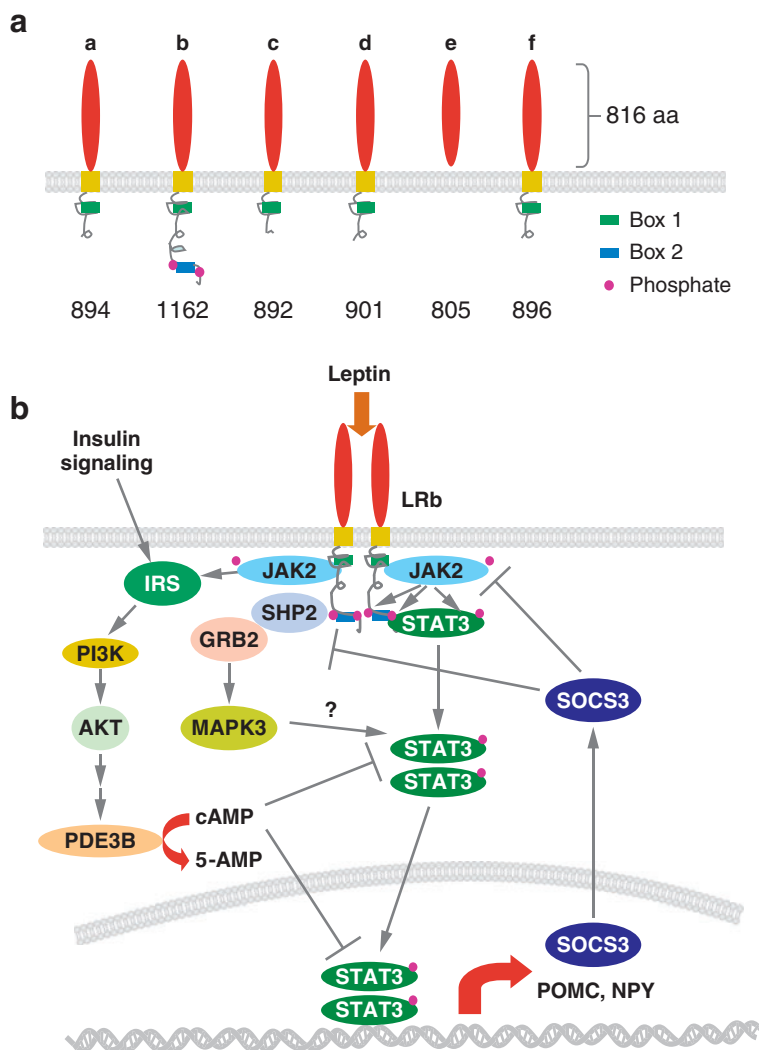 a
a b c d e f
816 aa
Box 1
Box 2
Phosphate
894 1162 892 901 805 896
b
Leptin
Insulin
signaling
LRb
IRS
JAK2
JAK2
SHP2
STAT3
GRB2
PI3K
SOCS3
AKT
MAPK3
?
STAT3
STAT3
cAMP
PDE3B
5-AMP
SOCS3
STAT3
POMC, NPY
STAT3